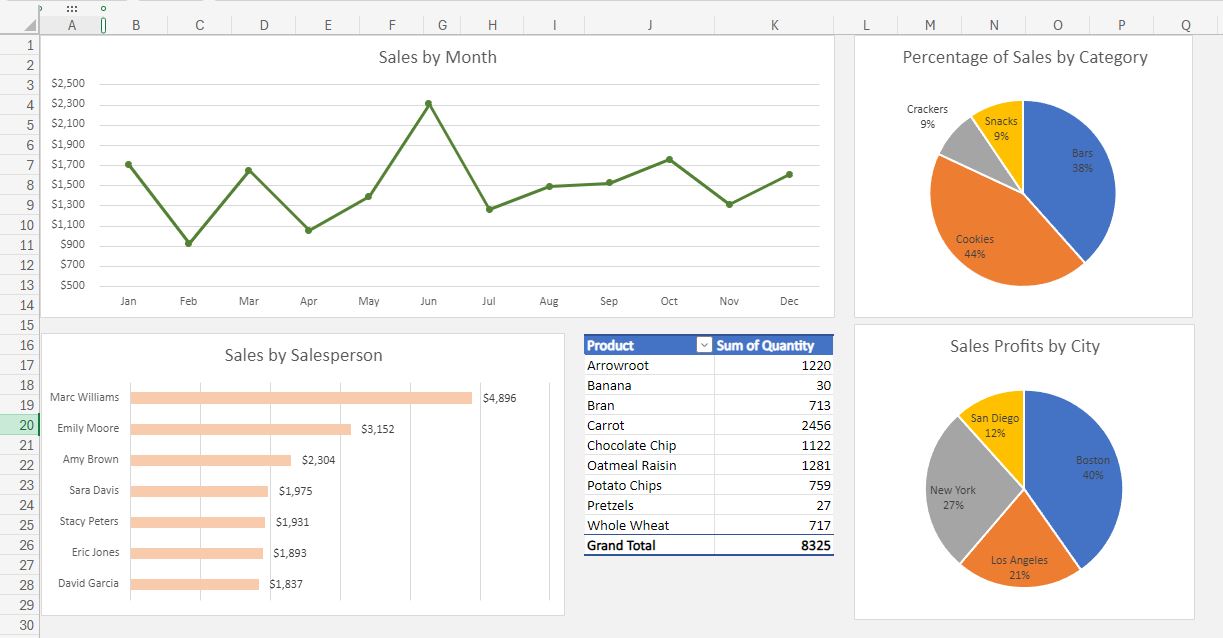 A B C D E F G H I J K L M N O P Q
1
2
3
4
5
6
7
8
9
10
11
12
13
14
15
16
17
18
19
20
21
22
23
24
25
26
27
28
29
30
Sales by Month
$2,500
$2,300
$2,100
$1,900
$1,700
$1,500
$1,300
$1,100
$900
$700
$500
Jan Feb Mar Apr May Jun Jul Aug Sep Oct Nov Dec
Percentage of Sales by Category
Crackers
9%
Snacks
9%
Bars
38%
Cookies
44%
Sales by Salesperson
Marc Williams $4,896
Emily Moore $3,152
Amy Brown $2,304
Sara Davis $1,975
Stacy Peters $1,931
Eric Jones $1,893
David Garcia $1,837
Product Sum of Quantity
Arrowroot 1220
Banana 30
Bran 713
Carrot 2456
Chocolate Chip 1122
Oatmeal Raisin 1281
Potato Chips 759
Pretzels 27
Whole Wheat 717
Grand Total 8325
Sales Profits by City
San Diego
12%
Boston
40%
New York
27%
Los Angeles
21%